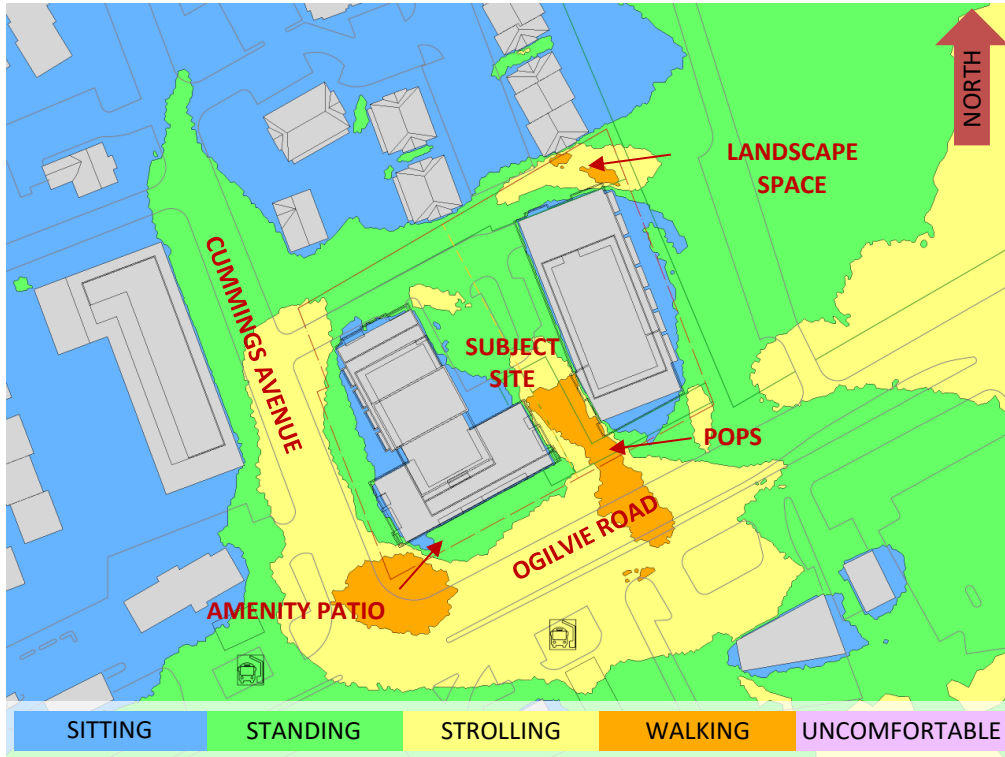 NORTH
LANDSCAPE
SPACE
CUMMINGS AVENUE
SUBJECT
SITE
POPS
OGILVIE ROAD
AMENITY PATIO
SITTING
STANDING
STROLLING
WALKING
UNCOMFORTABLE